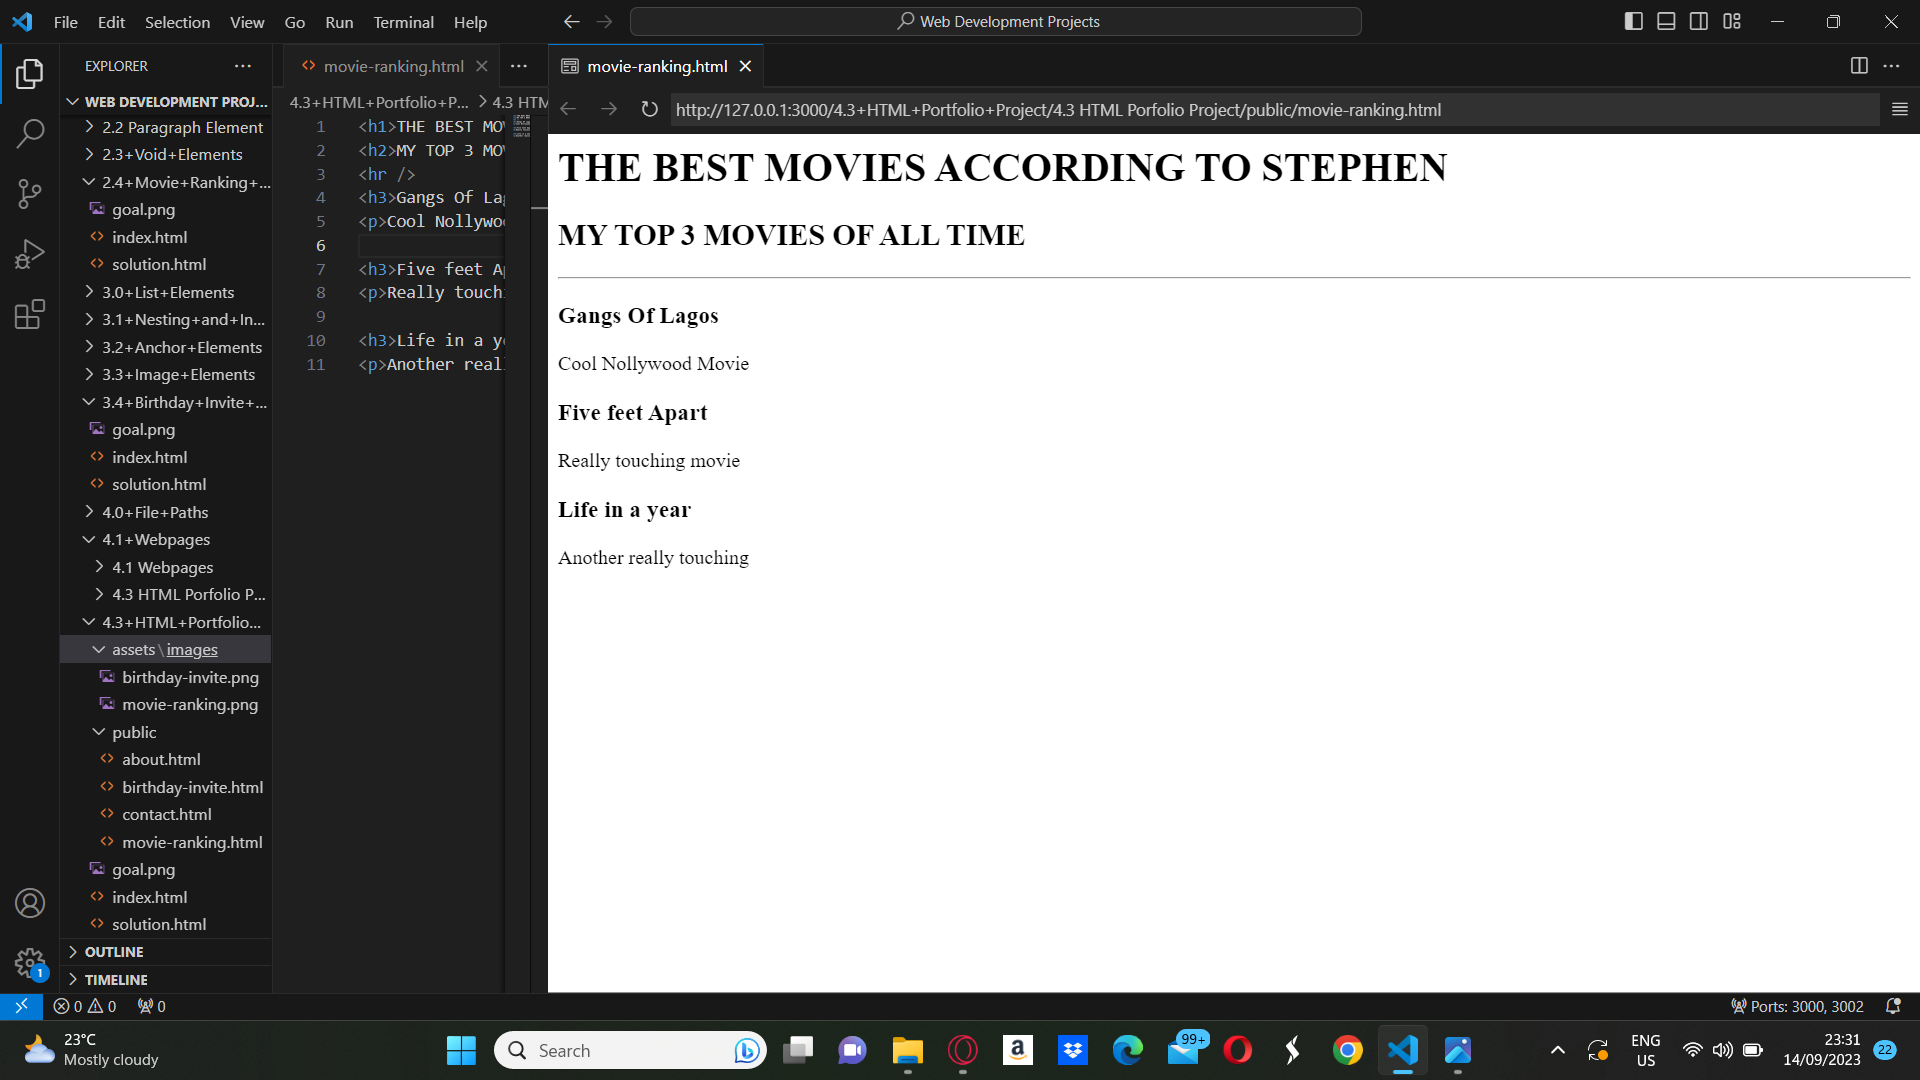 File Edit Selection View Go Run Terminal Help
Web Development Projects
EXPLORER
WEB DEVELOPMENT PROJ...
2.2 Paragraph Element
2.3+Void+Elements
2.4+Movie+Ranking+...
goal.png
index.html
solution.html
3.0+List+Elements
3.1+Nesting+and+In...
3.2+Anchor+Elements
3.3+Image+Elements
3.4+Birthday+Invite+...
goal.png
index.html
solution.html
4.0+File+Paths
4.1+Webpages
4.1 Webpages
4.3 HTML Porfolio P...
4.3+HTML+Portfolio...
assets\images
birthday-invite.png
movie-ranking.png
public
about.html
birthday-invite.html
contact.html
movie-ranking.html
goal.png
index.html
solution.html
OUTLINE
TIMELINE
1
movie-ranking.html
4.3+HTML+Portfolio+P... > 4.3 HTM
1 <h1>THE BEST MO
2 <h2>MY TOP 3 MO
3 <hr />
4 <h3>Gangs Of La
5 <p>Cool Nollywo
6
7 <h3>Five feet A
8 <p>Really touch
9
10 <h3>Life in a y
11 <p>Another real
movie-ranking.html
http://127.0.0.1:3000/4.3+HTML+Portfolio+Project/4.3 HTML Porfolio Project/public/movie-ranking.html
THE BEST MOVIES ACCORDING TO STEPHEN
MY TOP 3 MOVIES OF ALL TIME
Gangs Of Lagos
Cool Nollywood Movie
Five feet Apart
Really touching movie
Life in a year
Another really touching
0 0 0
Ports: 3000, 3002
23°C
Mostly cloudy
Search
99+
ENG
US
23:31
14/09/2023
22